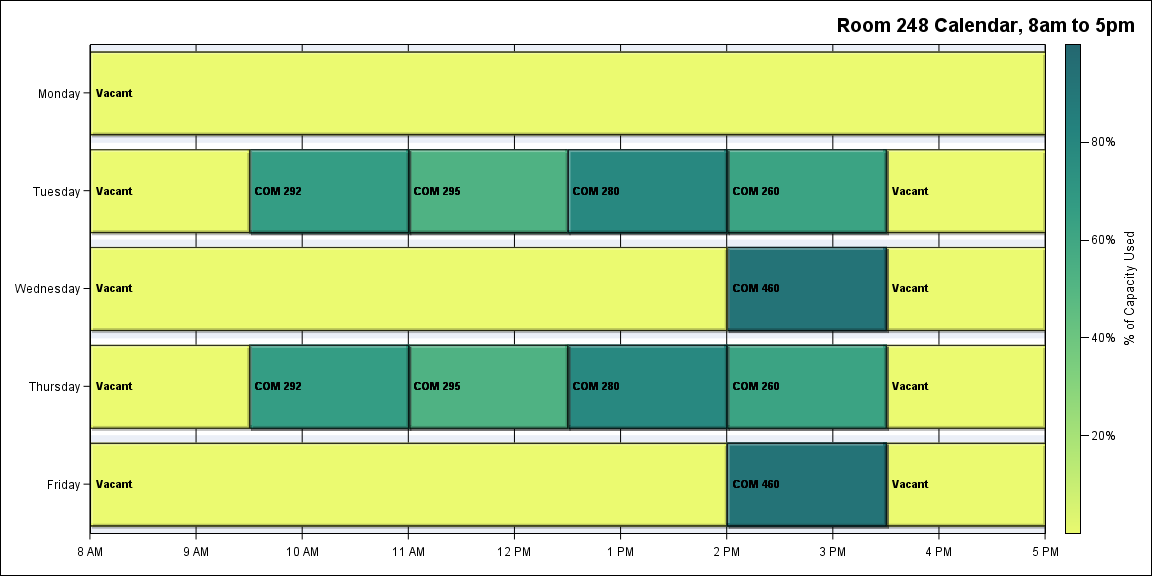 Room 248 Calendar, 8am to 5pm
Monday
Vacant
Tuesday
Vacant
COM 292
COM 295
COM 280
COM 260
Vacant
Wednesday
Vacant
COM 460
Vacant
Thursday
Vacant
COM 292
COM 295
COM 280
COM 260
Vacant
Friday
Vacant
COM 460
Vacant
8 AM
9 AM
10 AM
11 AM
12 PM
1 PM
2 PM
3 PM
4 PM
5 PM
80%
60%
40%
20%
% of Capacity Used